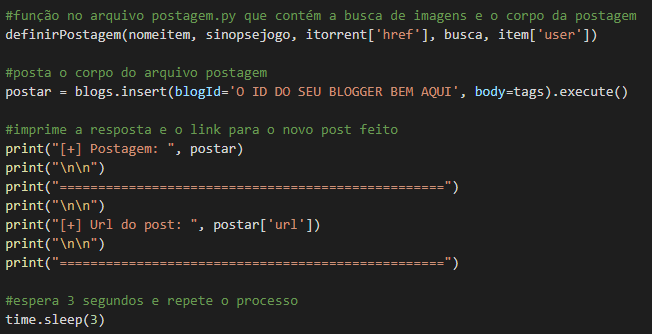 #função no arquivo postagem.py que contém a busca de imagens e o corpo da postagem
definirPostagem(nomeitem, sinopsejogo, itorrent['href'], busca, item['user'])
#posta o corpo do arquivo postagem
postar = blogs.insert(blogId='O ID DO SEU BLOGGER BEM AQUI', body=tags).execute()
#imprime a resposta e o link para o novo post feito
print("[+] Postagem: ", postar)
print("\n\n")
print("==================================================")
print("\n\n")
print("[+] Url do post: ", postar['url'])
print("\n\n")
print("==================================================")
#espera 3 segundos e repete o processo
time.sleep(3)